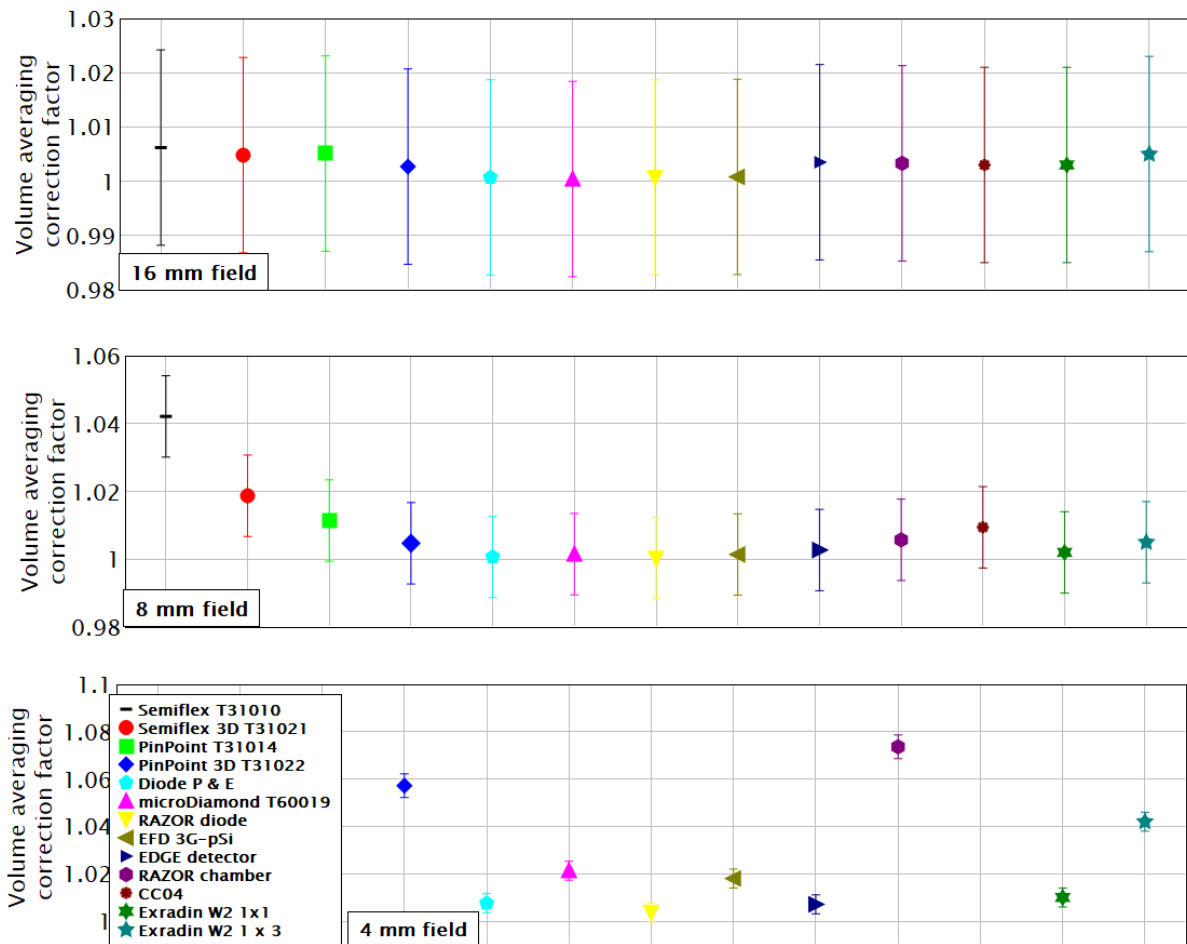 1.03
1.02
1.01
1
0.99
0.98
Volume averaging
correction factor
16 mm field
1.06
1.04
1.02
1
0.98
Volume averaging
correction factor
8 mm field
1.1
1.08
1.06
1.04
1.02
1
Volume averaging
correction factor
Semiflex T31010
Semiflex 3D T31021
PinPoint T31014
PinPoint 3D T31022
Diode P & E
microDiamond T60019
RAZOR diode
EFD 3G-pSi
EDGE detector
RAZOR chamber
CC04
Exradin W2 1x1
Exradin W2 1 x 3
4 mm field